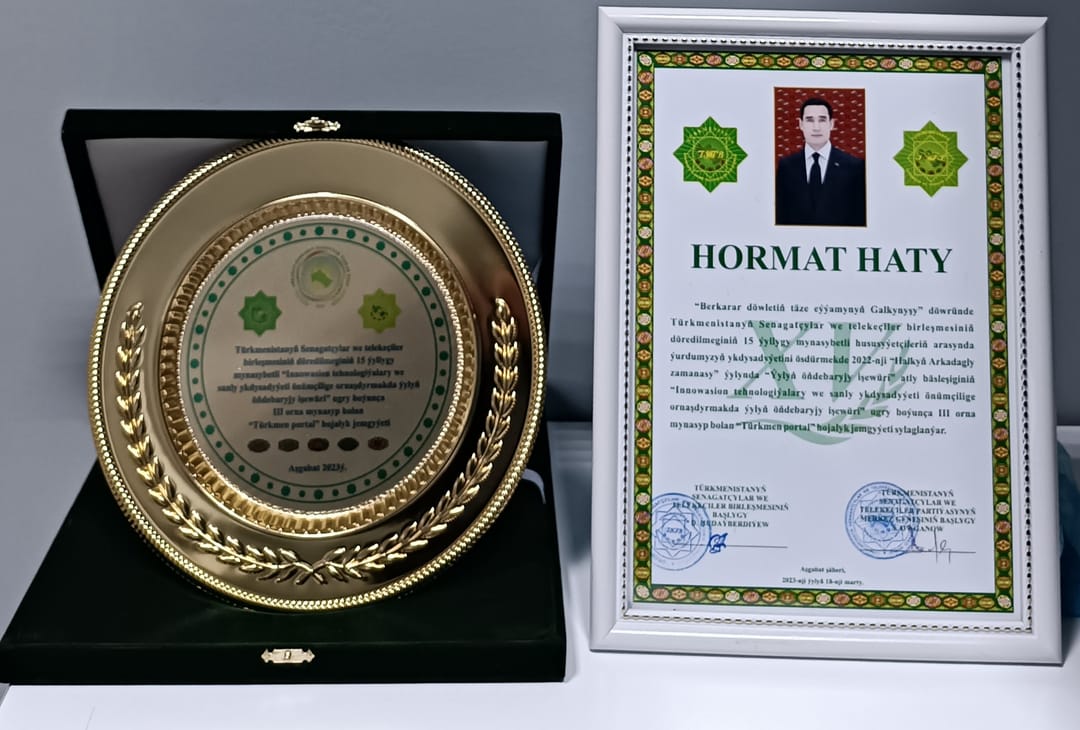 Türkmenistanyň Senagatçylar we telekeçiler
birleşmesiniň döredilmeginiň 15 ýyllygy
mynasybetli "Innowasion tehnologiýalary we
sanly ykdysadyýeti önümçilige ornaşdyrmakda ýylyň
öňdebaryjy işewüri" ugry boýunça
III orna mynasyp bolan
"Türkmen portal" hojalyk jemgyýeti
Aşgabat 2023ý.
HORMAT HATY
"Berkarar döwletiň täze eýýamynyň Galkynyşy" döwründe
Türkmenistanyň Senagatçylar we telekeçiler birleşmesiniň
döredilmeginiň 15 ýyllygy mynasybetli hususyýetçileriň arasynda
ýurdumyzyň ykdysadyýetini ösdürmekde 2022-nji "Halkyň Arkadagly
zamanasy" ýylynda "Ýylyň öňdebaryjy işewüri" atly bäsleşiginiň
"Innowasion tehnologiýalary we sanly ykdysadyýeti önümçilige
ornaşdyrmakda ýylyň öňdebaryjy işewüri" ugry boýunça III orna
mynasyp bolan "Türkmen portal" hojalyk jemgyýeti sylaglanýar.
XV
TÜRKMENISTANYŇ
SENAGATÇYLAR WE
TELEKEÇILER BIRLEŞMESINIŇ
BAŞLYGY
D. HUDAÝBERDIÝEW
TÜRKMENISTANYŇ
SENAGATÇYLAR WE
TELEKEÇILER PARTIÝASYNYŇ
MERKEZI GEŇEŞINIŇ BAŞLYGY
Aşgabat şäheri,
2023-nji ýylyň 18-nji marty.